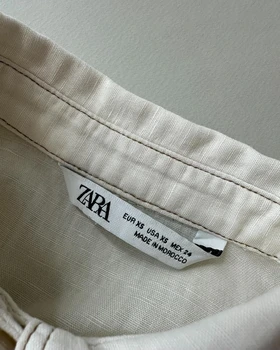 ZARA
EUR XS USA XS MEX 24
MADE IN MOROCCO